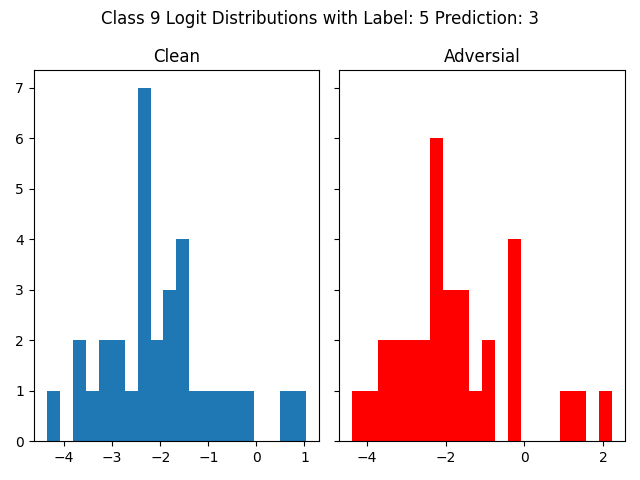 Class 9 Logit Distributions with Label: 5 Prediction: 3
Clean
Adversial
7
6
5
4
3
2
1
0
−4 −3 −2 −1 0 1
−4 −2 0 2